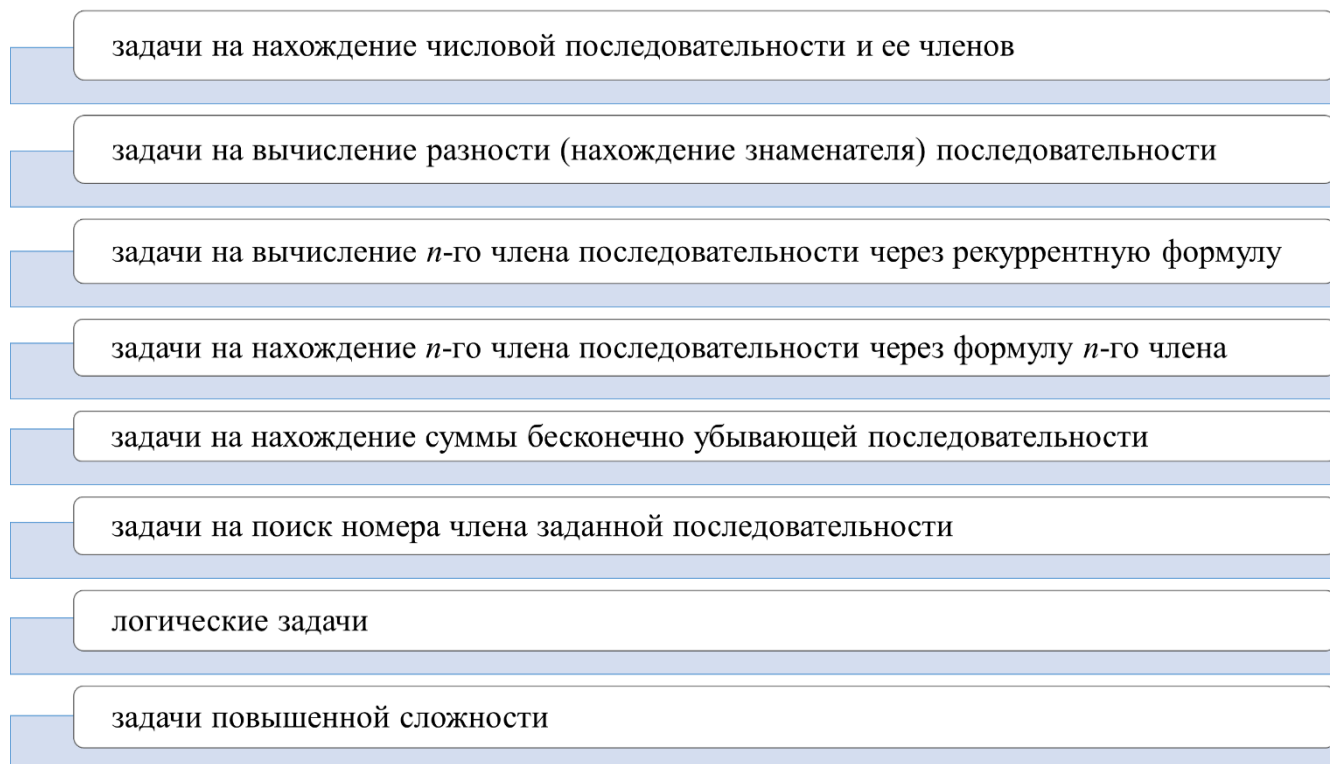 задачи на нахождение числовой последовательности и ее членов
задачи на вычисление разности (нахождение знаменателя) последовательности
задачи на вычисление n-го члена последовательности через рекуррентную формулу
задачи на нахождение n-го члена последовательности через формулу n-го члена
задачи на нахождение суммы бесконечно убывающей последовательности
задачи на поиск номера члена заданной последовательности
логические задачи
задачи повышенной сложности